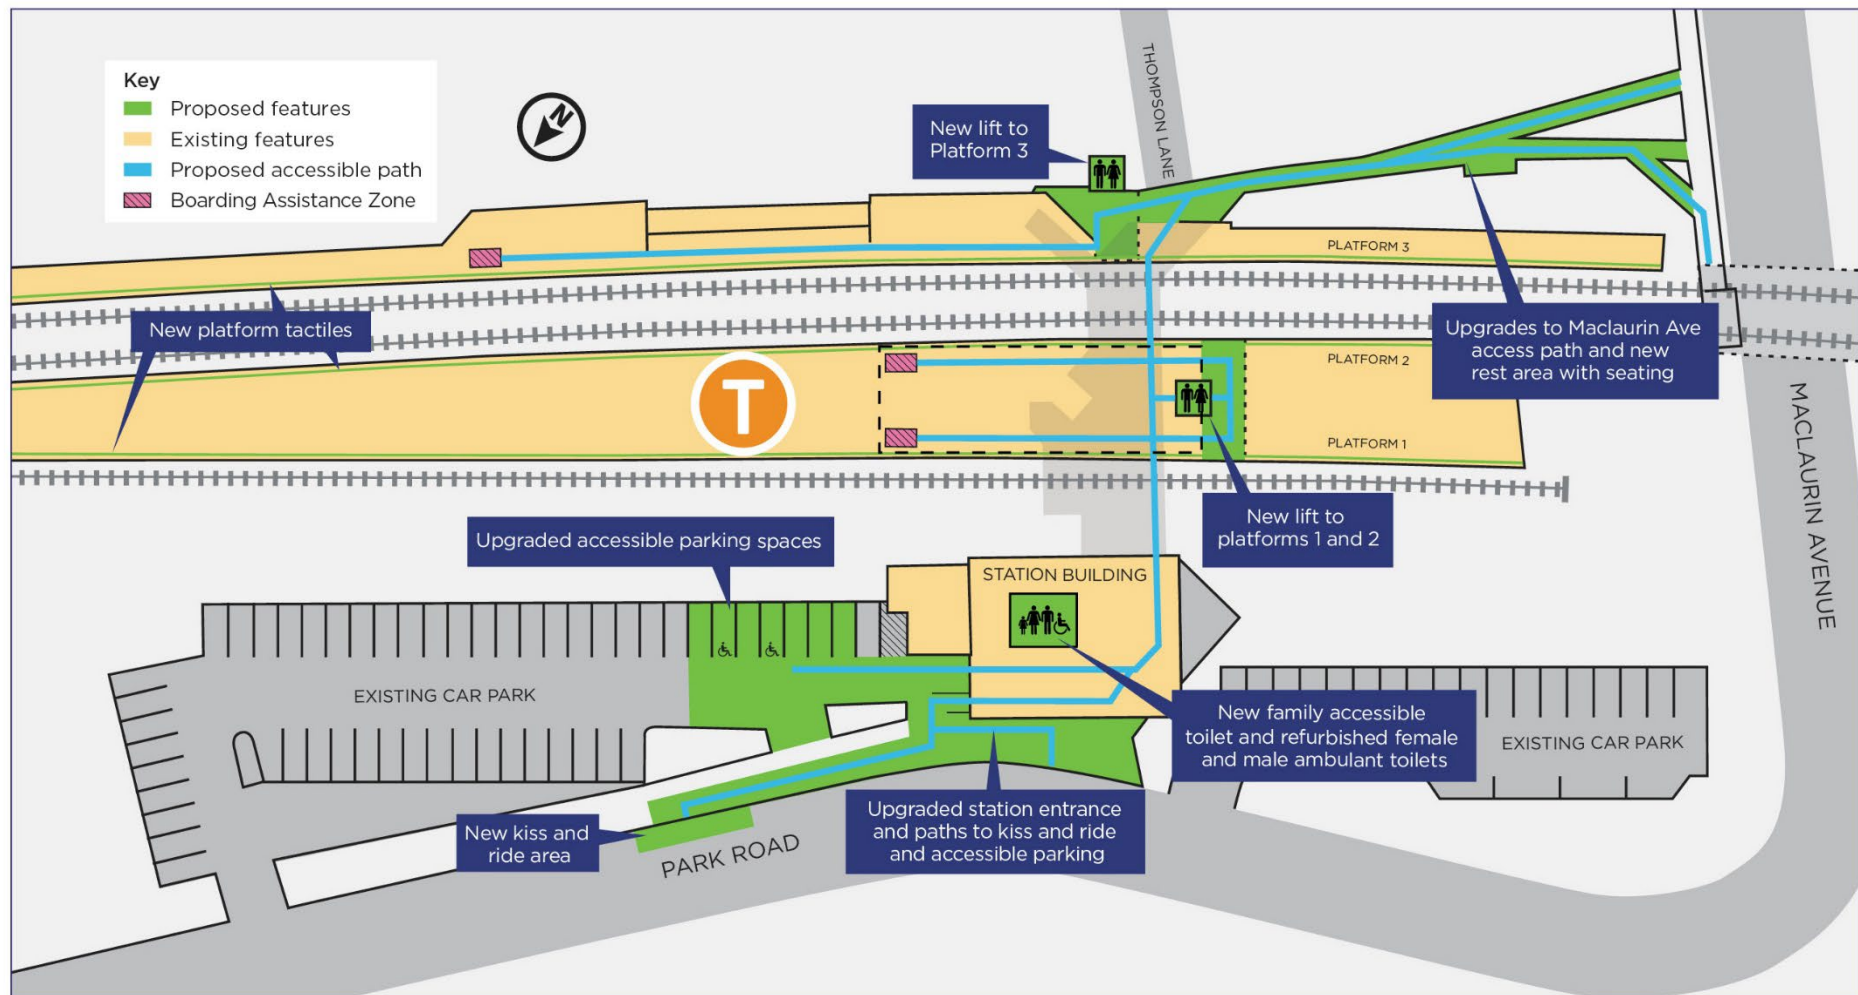 Key
Proposed features
Existing features
Proposed accessible path
Boarding Assistance Zone
N
THOMPSON LANE
New lift to
Platform 3
PLATFORM 3
New platform tactiles
Upgrades to Maclaurin Ave
access path and new
rest area with seating
PLATFORM 2
T
PLATFORM 1
MACLAURIN AVENUE
New lift to
platforms 1 and 2
Upgraded accessible parking spaces
STATION BUILDING
EXISTING CAR PARK
New family accessible
toilet and refurbished female
and male ambulant toilets
EXISTING CAR PARK
Upgraded station entrance
and paths to kiss and ride
and accessible parking
New kiss and
ride area
PARK ROAD